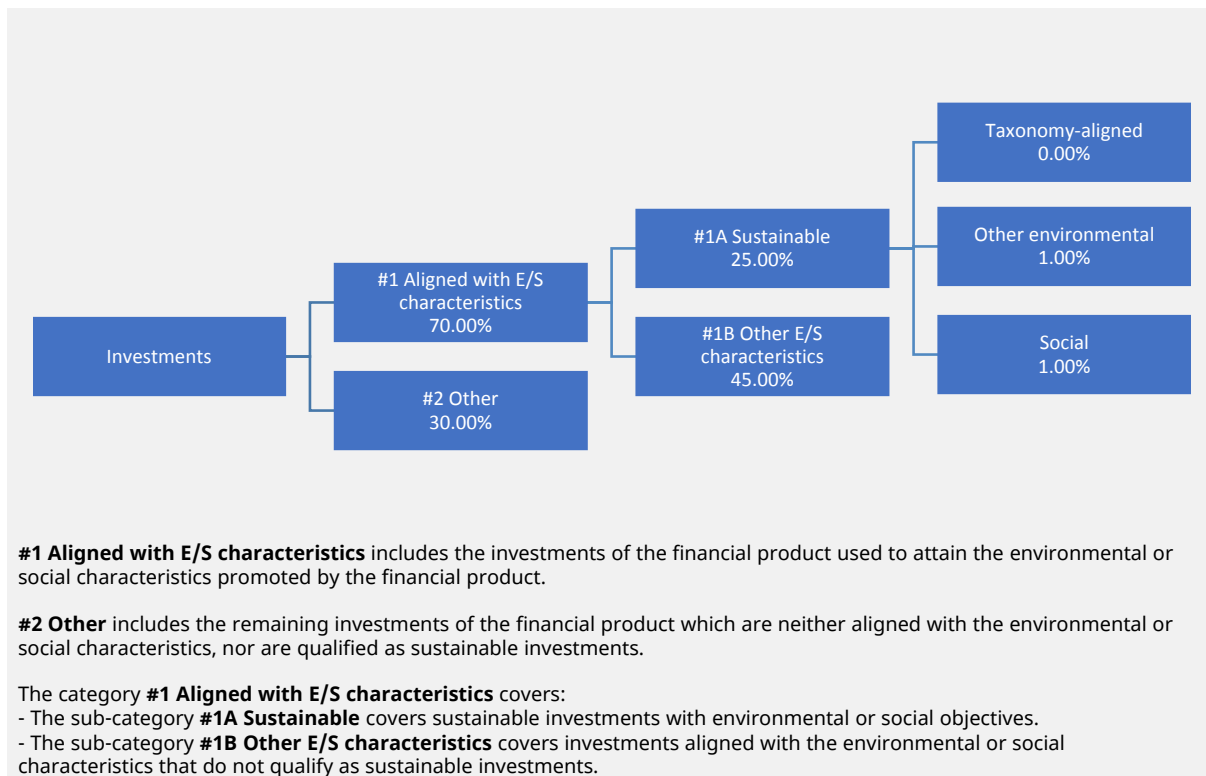 Taxonomy-aligned
0.00%
#1A Sustainable
25.00%
Other environmental
1.00%
#1 Aligned with E/S
characteristics
70.00%
Investments
#1B Other E/S
characteristics
45.00%
Social
1.00%
#2 Other
30.00%
#1 Aligned with E/S characteristics includes the investments of the financial product used to attain the environmental or
social characteristics promoted by the financial product.
#2 Other includes the remaining investments of the financial product which are neither aligned with the environmental or
social characteristics, nor are qualified as sustainable investments.
The category #1 Aligned with E/S characteristics covers:
- The sub-category #1A Sustainable covers sustainable investments with environmental or social objectives.
- The sub-category #1B Other E/S characteristics covers investments aligned with the environmental or social
characteristics that do not qualify as sustainable investments.